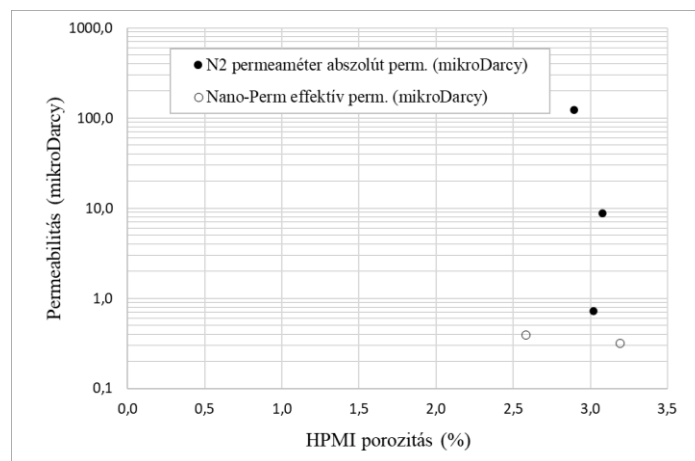 1000,0
100,0
10,0
1,0
0,1
Permeabilitás (mikroDarcy)
N2 permeaméter abszolút perm. (mikroDarcy)
Nano-Perm effektív perm. (mikroDarcy)
0,0 0,5 1,0 1,5 2,0 2,5 3,0 3,5
HPMI porozitás (%)